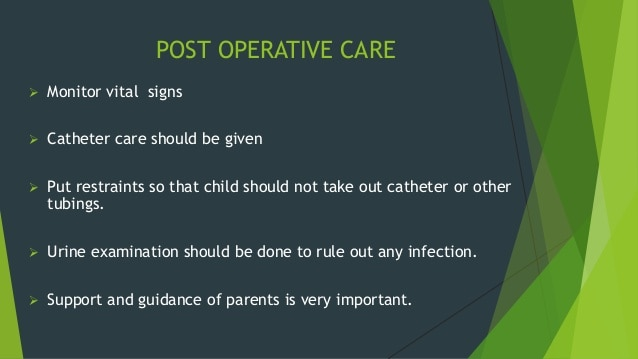 POST OPERATIVE CARE
Monitor vital signs
Catheter care should be given
Put restraints so that child should not take out catheter or other
tubings.
Urine examination should be done to rule out any infection.
Support and guidance of parents is very important.